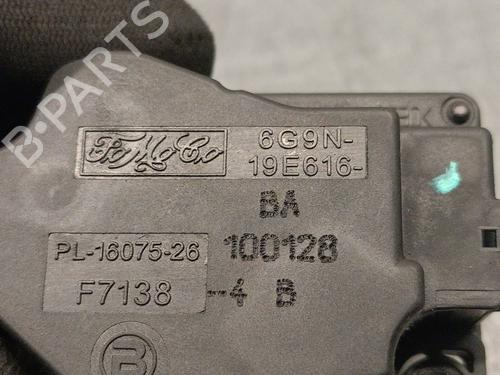 B-PARTS
FoMoCo
6G9N-
19E616-
BA
PL-16075-26
100128
F7138
-4 B
B